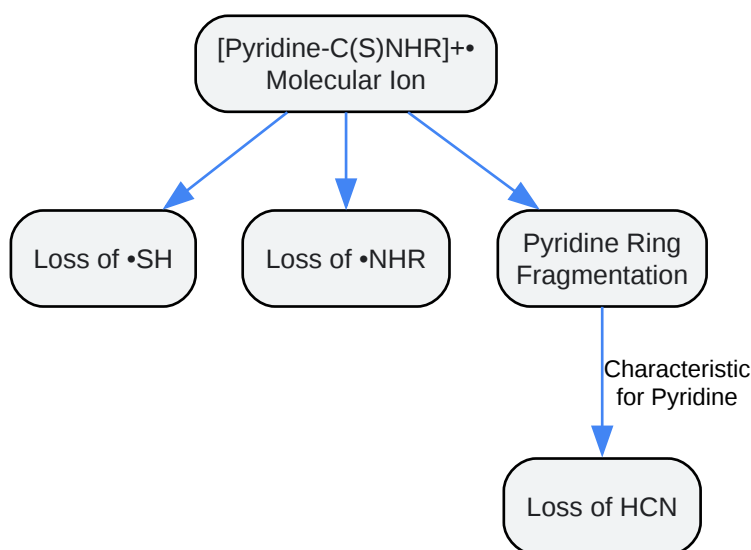 [Pyridine-C(S)NHR]+•
Molecular Ion
Loss of •SH
Loss of •NHR
Pyridine Ring
Fragmentation
Characteristic
for Pyridine
Loss of HCN